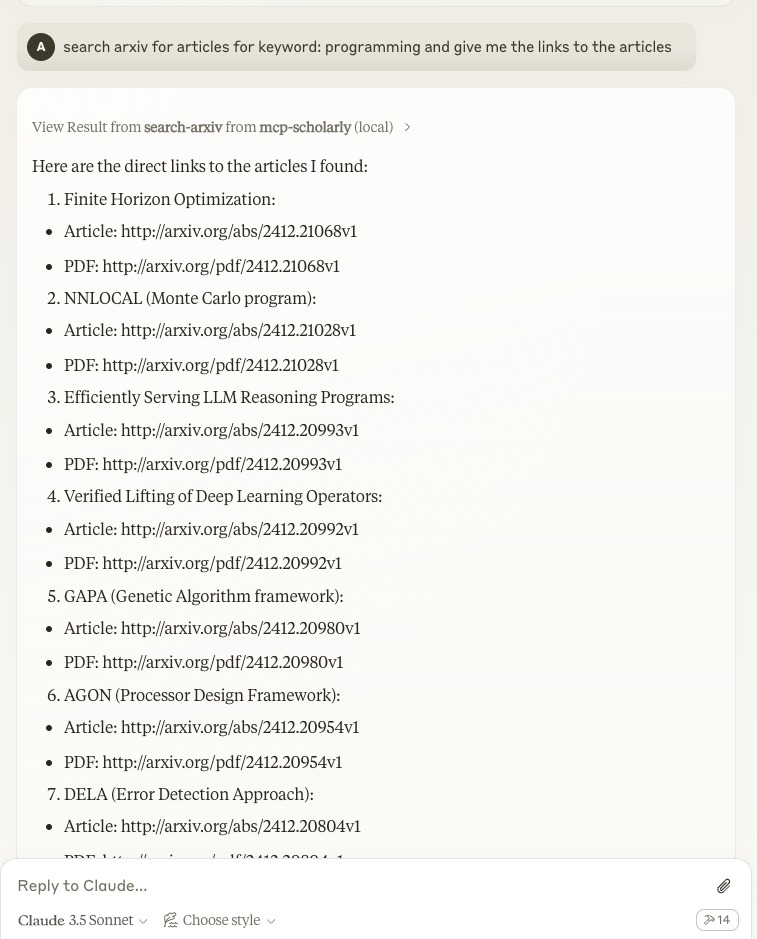 A search arxiv for articles for keyword: programming and give me the links to the articles
View Result from search-arxiv from mcp-scholarly (local)
Here are the direct links to the articles I found:
1. Finite Horizon Optimization:
• Article: http://arxiv.org/abs/2412.21068v1
• PDF: http://arxiv.org/pdf/2412.21068v1
2. NNLOCAL (Monte Carlo program):
• Article: http://arxiv.org/abs/2412.21028v1
• PDF: http://arxiv.org/pdf/2412.21028v1
3. Efficiently Serving LLM Reasoning Programs:
• Article: http://arxiv.org/abs/2412.20993v1
• PDF: http://arxiv.org/pdf/2412.20993v1
4. Verified Lifting of Deep Learning Operators:
• Article: http://arxiv.org/abs/2412.20992v1
• PDF: http://arxiv.org/pdf/2412.20992v1
5. GAPA (Genetic Algorithm framework):
• Article: http://arxiv.org/abs/2412.20980v1
• PDF: http://arxiv.org/pdf/2412.20980v1
6. AGON (Processor Design Framework):
• Article: http://arxiv.org/abs/2412.20954v1
• PDF: http://arxiv.org/pdf/2412.20954v1
7. DELA (Error Detection Approach):
• Article: http://arxiv.org/abs/2412.20804v1
Reply to Claude...
Claude 3.5 Sonnet Choose style 14